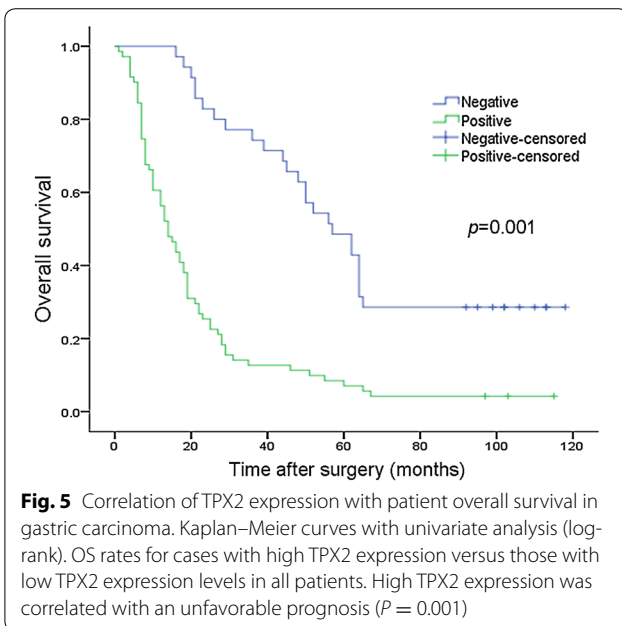 1.0
0.8
0.6
0.4
0.2
0.0
Overall survival
Negative
Positive
Negative-censored
Positive-censored
p=0.001
0 20 40 60 80 100 120
Time after surgery (months)
Fig. 5 Correlation of TPX2 expression with patient overall survival in
gastric carcinoma. Kaplan–Meier curves with univariate analysis (log-
rank). OS rates for cases with high TPX2 expression versus those with
low TPX2 expression levels in all patients. High TPX2 expression was
correlated with an unfavorable prognosis (P = 0.001)